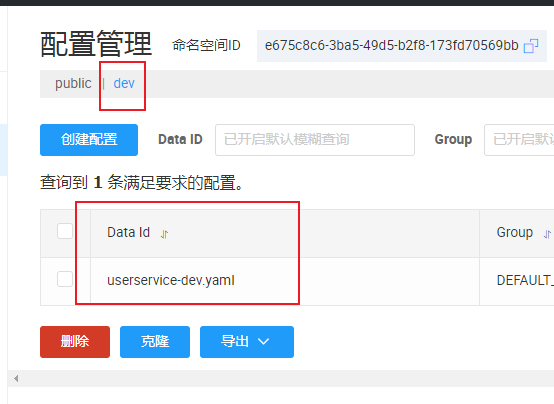 配置管理 命名空间ID e675c8c6-3ba5-49d5-b2f8-173fd70569bb
public | dev
创建配置 Data ID 已开启默认模糊查询 Group 已开启默
查询到 1 条满足要求的配置。
Data Id Group
userservice-dev.yaml DEFAULT_
删除 克隆 导出